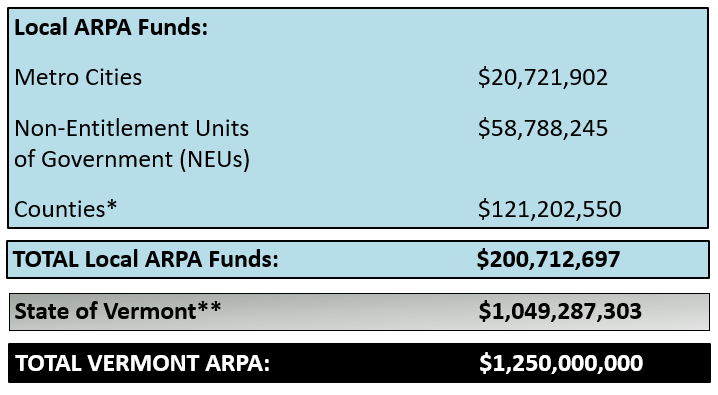 Local ARPA Funds:
Metro Cities $20,721,902
Non-Entitlement Units $58,788,245
of Government (NEUs)
Counties* $121,202,550
TOTAL Local ARPA Funds: $200,712,697
State of Vermont** $1,049,287,303
TOTAL VERMONT ARPA: $1,250,000,000